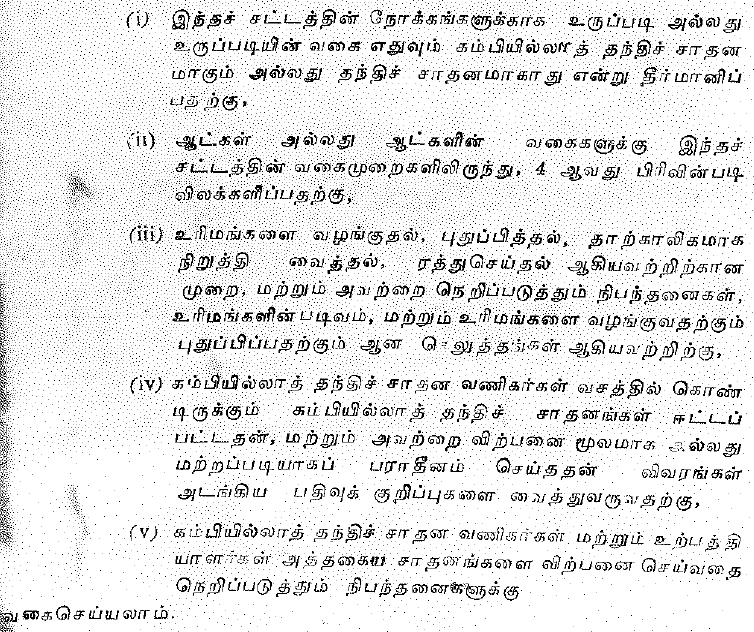 (i) இந்தச் சட்டத்தின் நோக்கங்களுக்காக உருப்படி அல்லது
உருப்படியின் வகை எதுவும் கம்பியில்லாத் தந்திச் சாதன
மாகும் அல்லது தந்திச் சாதனமாகாது என்று தீர்மானிப்
பதற்கு,
(ii) ஆட்கள் அல்லது ஆட்களின் வகைகளுக்கு இந்தச்
சட்டத்தின் வகைமுறைகளிலிருந்து, 4 ஆவது பிரிவின்படி
விலக்களிப்பதற்கு,
(iii) உரிமங்களை வழங்குதல், புதுப்பித்தல், தாற்காலிகமாக
நிறுத்தி வைத்தல், ரத்துசெய்தல் ஆகியவற்றிற்கான
முறை, மற்றும் அவற்றை நெறிப்படுத்தும் நிபந்தனைகள்,
உரிமங்களின் படிவம், மற்றும் உரிமங்களை வழங்குவதற்கும்
புதுப்பிப்பதற்கும் ஆன செலுத்தங்கள் ஆகியவற்றிற்கு,
(iv) கம்பியில்லாத் தந்திச் சாதன வணிகர்கள் வசத்தில் கொண்
டிருக்கும் கம்பியில்லாத் தந்திச் சாதனங்கள் ஈட்டப்
பட்டதன், மற்றும் அவற்றை விற்பனை மூலமாக அல்லது
மற்றப்படியாகப் பராதீனம் செய்ததன் விவரங்கள்
அடங்கிய பதிவுக் குறிப்புகளை வைத்துவருவதற்கு,
(v) கம்பியில்லாத் தந்திச் சாதன வணிகர்கள் மற்றும் உற்பத்தி
யாளர்கள் அத்தகைய சாதனங்களை விற்பனை செய்வதை
நெறிப்படுத்தும் நிபந்தனைகளுக்கு
வகைசெய்யலாம்.